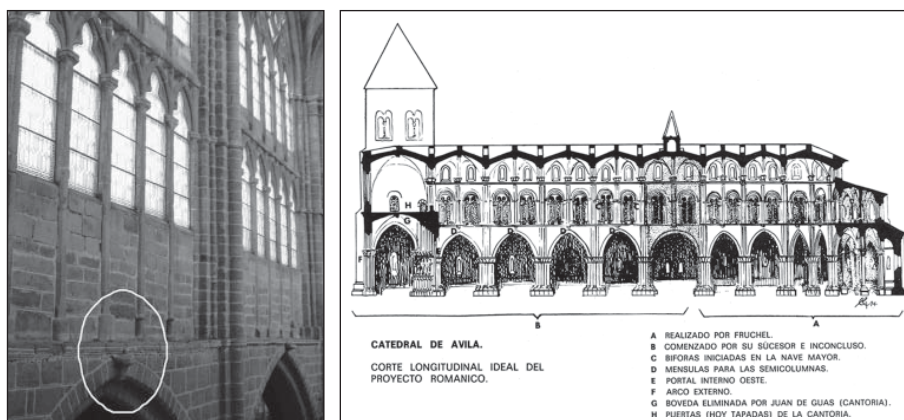 H
G
D
D
D
D
E
F
C
B
A
CATEDRAL DE AVILA.
CORTE LONGITUDINAL IDEAL DEL
PROYECTO ROMANICO.
A REALIZADO POR FRUCHEL.
B COMENZADO POR SU SÙCESOR E INCONCLUSO.
C BIFORAS INICIADAS EN LA NAVE MAYOR.
D MENSULAS PARA LAS SEMICOLUMNAS.
E PORTAL INTERNO OESTE.
F ARCO EXTERNO.
G BOVEDA ELIMINADA POR JUAN DE GUAS (CANTORIA).
H PUERTAS (HOY TAPADAS) DE LA CANTORIA.